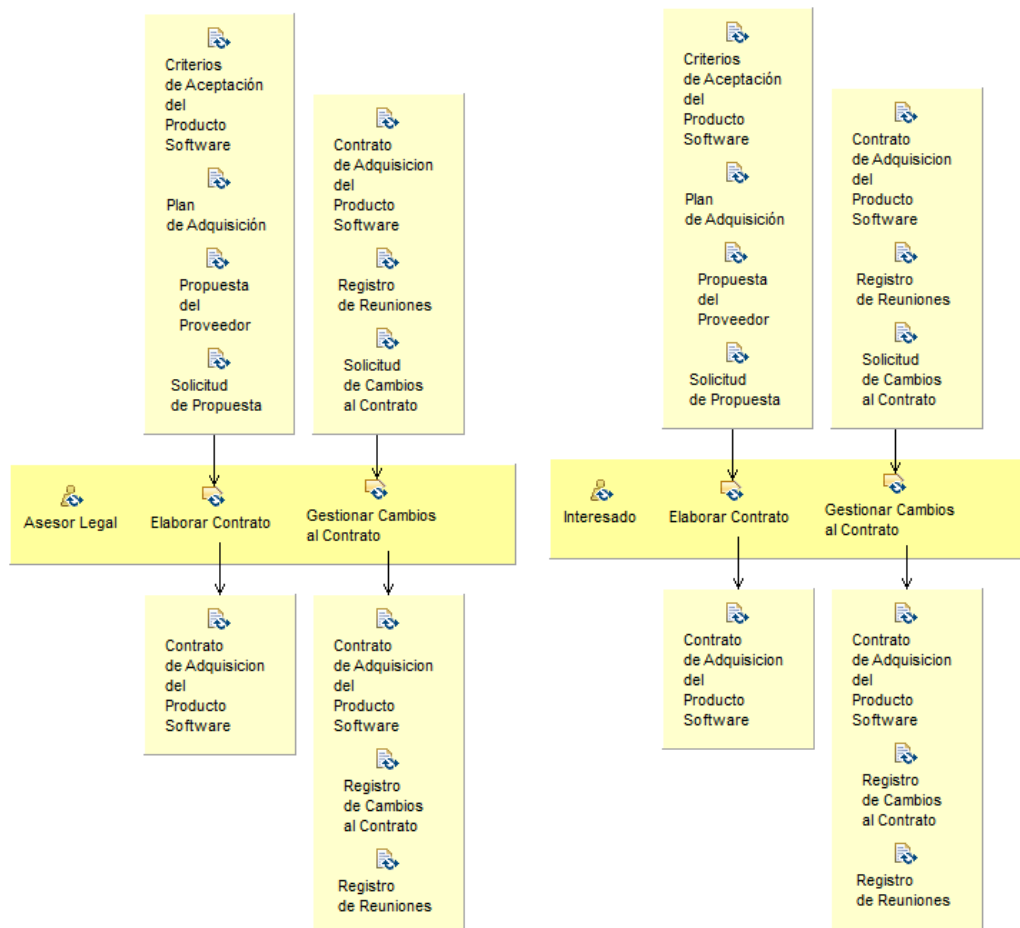 Criterios
de Aceptación
del
Producto
Software
Plan
de Adquisición
Propuesta
del
Proveedor
Solicitud
de Propuesta
Contrato
de Adquisicion
del
Producto
Software
Registro
de Reuniones
Solicitud
de Cambios
al Contrato
Asesor Legal
Elaborar Contrato
Gestionar Cambios
al Contrato
Contrato
de Adquisicion
del
Producto
Software
Contrato
de Adquisicion
del
Producto
Software
Registro
de Cambios
al Contrato
Registro
de Reuniones
Criterios
de Aceptación
del
Producto
Software
Plan
de Adquisición
Propuesta
del
Proveedor
Solicitud
de Propuesta
Contrato
de Adquisicion
del
Producto
Software
Registro
de Reuniones
Solicitud
de Cambios
al Contrato
Interesado
Elaborar Contrato
Gestionar Cambios
al Contrato
Contrato
de Adquisicion
del
Producto
Software
Contrato
de Adquisicion
del
Producto
Software
Registro
de Cambios
al Contrato
Registro
de Reuniones